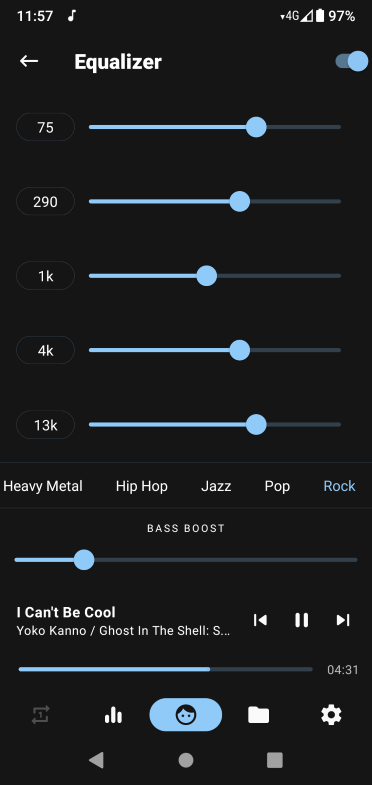 11:57 4G 97%
Equalizer
75
290
1k
4k
13k
Heavy Metal Hip Hop Jazz Pop Rock
BASS BOOST
I Can't Be Cool
Yoko Kanno / Ghost In The Shell: S...
04:31
1